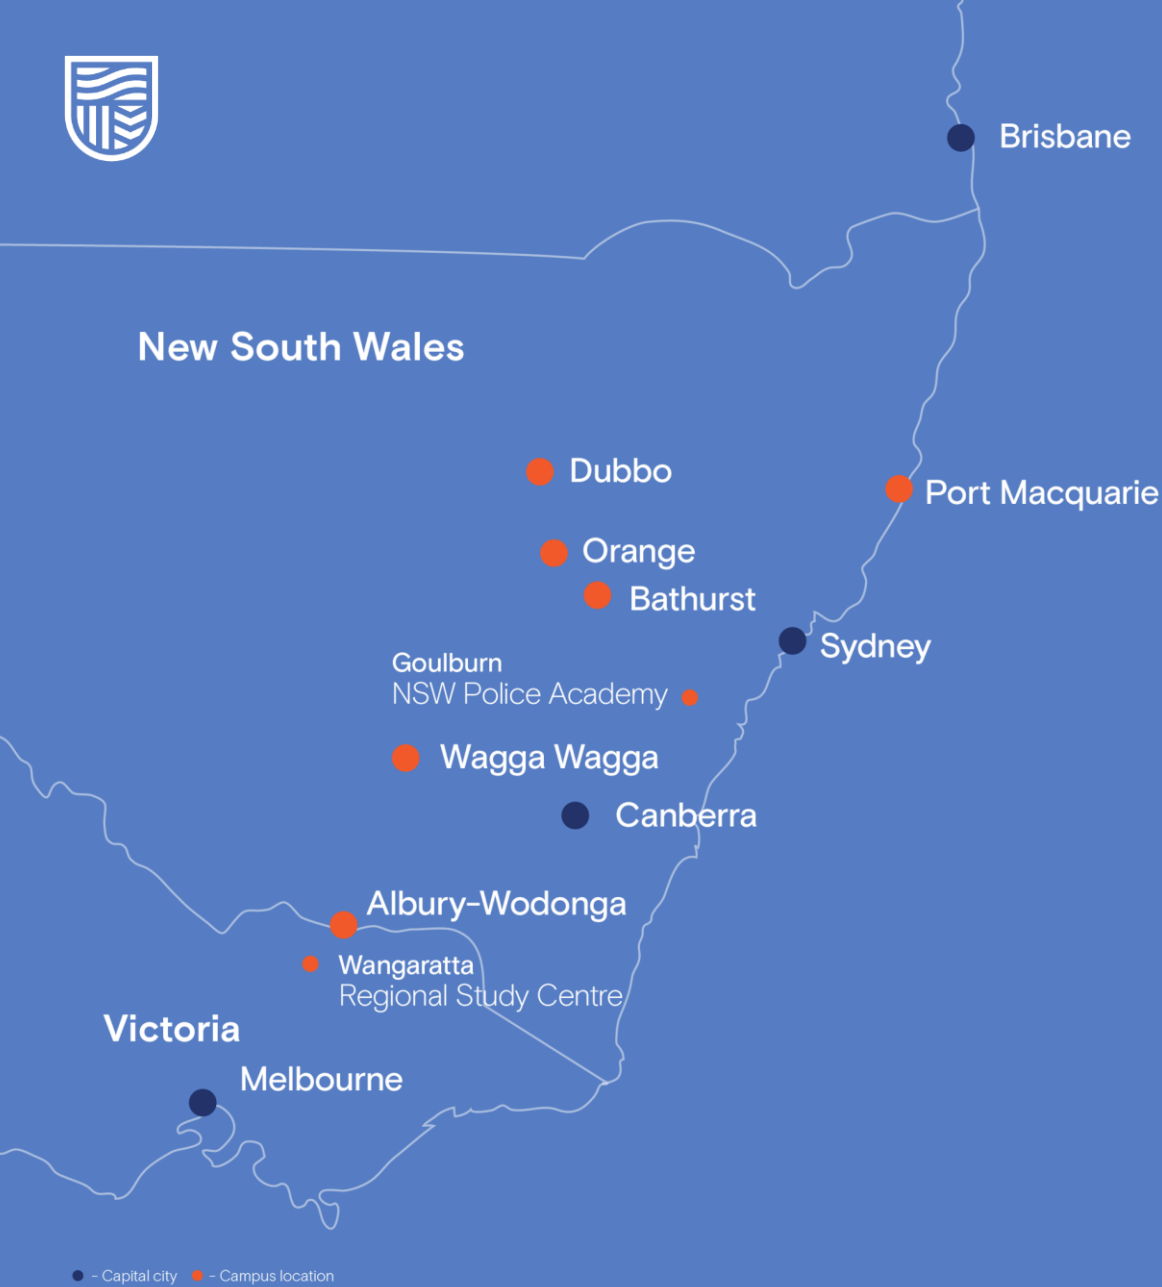 Brisbane
New South Wales
Dubbo
Port Macquarie
Orange
Bathurst
Sydney
Goulburn
NSW Police Academy
Wagga Wagga
Canberra
Albury-Wodonga
Wangaratta
Regional Study Centre
Victoria
Melbourne
- Capital city - Campus location